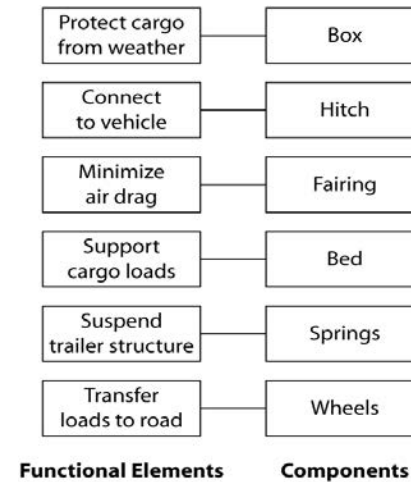 Protect cargo
from weather
Box
Connect
to vehicle
Hitch
Minimize
air drag
Fairing
Support
cargo loads
Bed
Suspend
trailer structure
Springs
Transfer
loads to road
Wheels
Functional Elements
Components